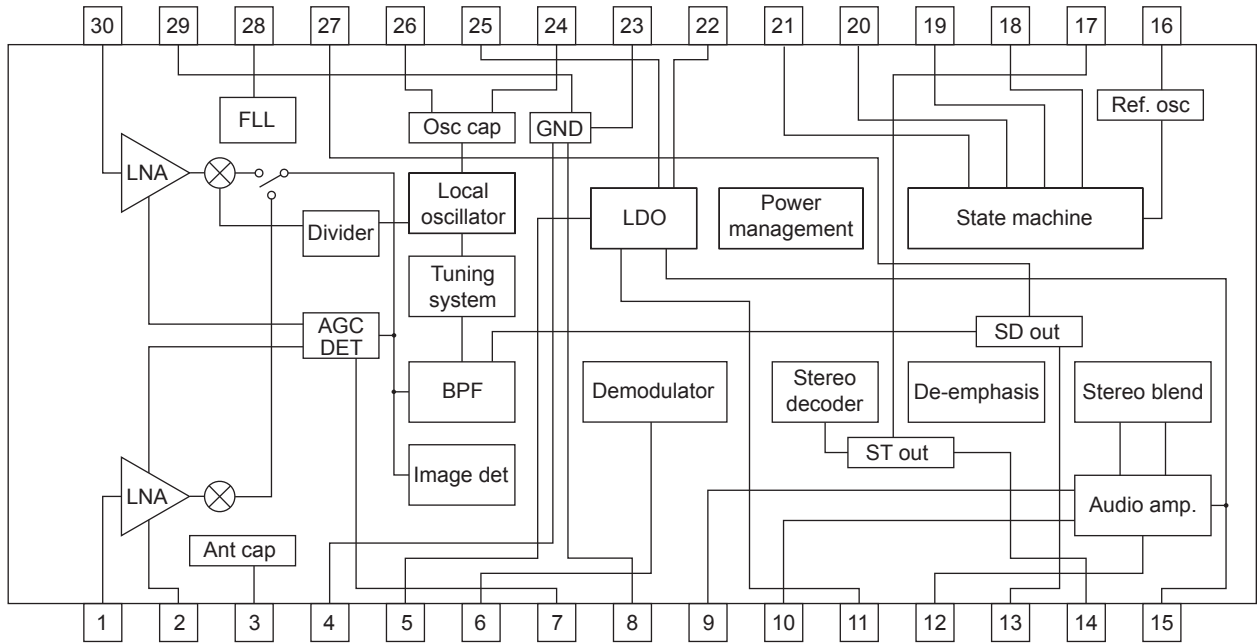 30 29 28 27 26 25 24 23 22 21 20 19 18 17 16
FLL
Osc cap
GND
Ref. osc
LNA
Divider
Local
oscillator
LDO
Power
management
State machine
Tuning
system
AGC
DET
SD out
BPF
Demodulator
Stereo
decoder
De-emphasis
Stereo blend
ST out
Image det
LNA
Audio amp.
Ant cap
1 2 3 4 5 6 7 8 9 10 11 12 13 14 15